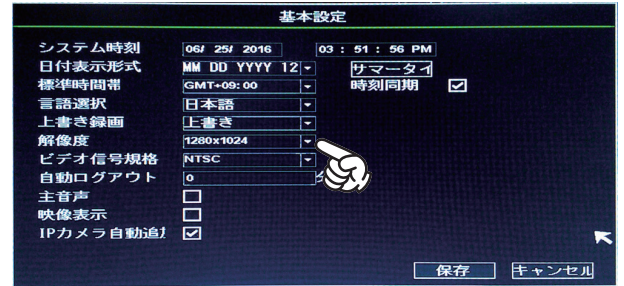 基本設定
システム時刻 06/ 25/ 2016 03 : 51 : 56 PM
日付表示形式 MM DD YYYY 12 サマータイ
標準時間帯 GMT+09:00 時刻同期
言語選択 日本語
上書き録画 上書き
解像度 1280x1024
ビデオ信号規格 NTSC
自動ログアウト 0
主音声
映像表示
IPカメラ自動追加
保存 キャンセル